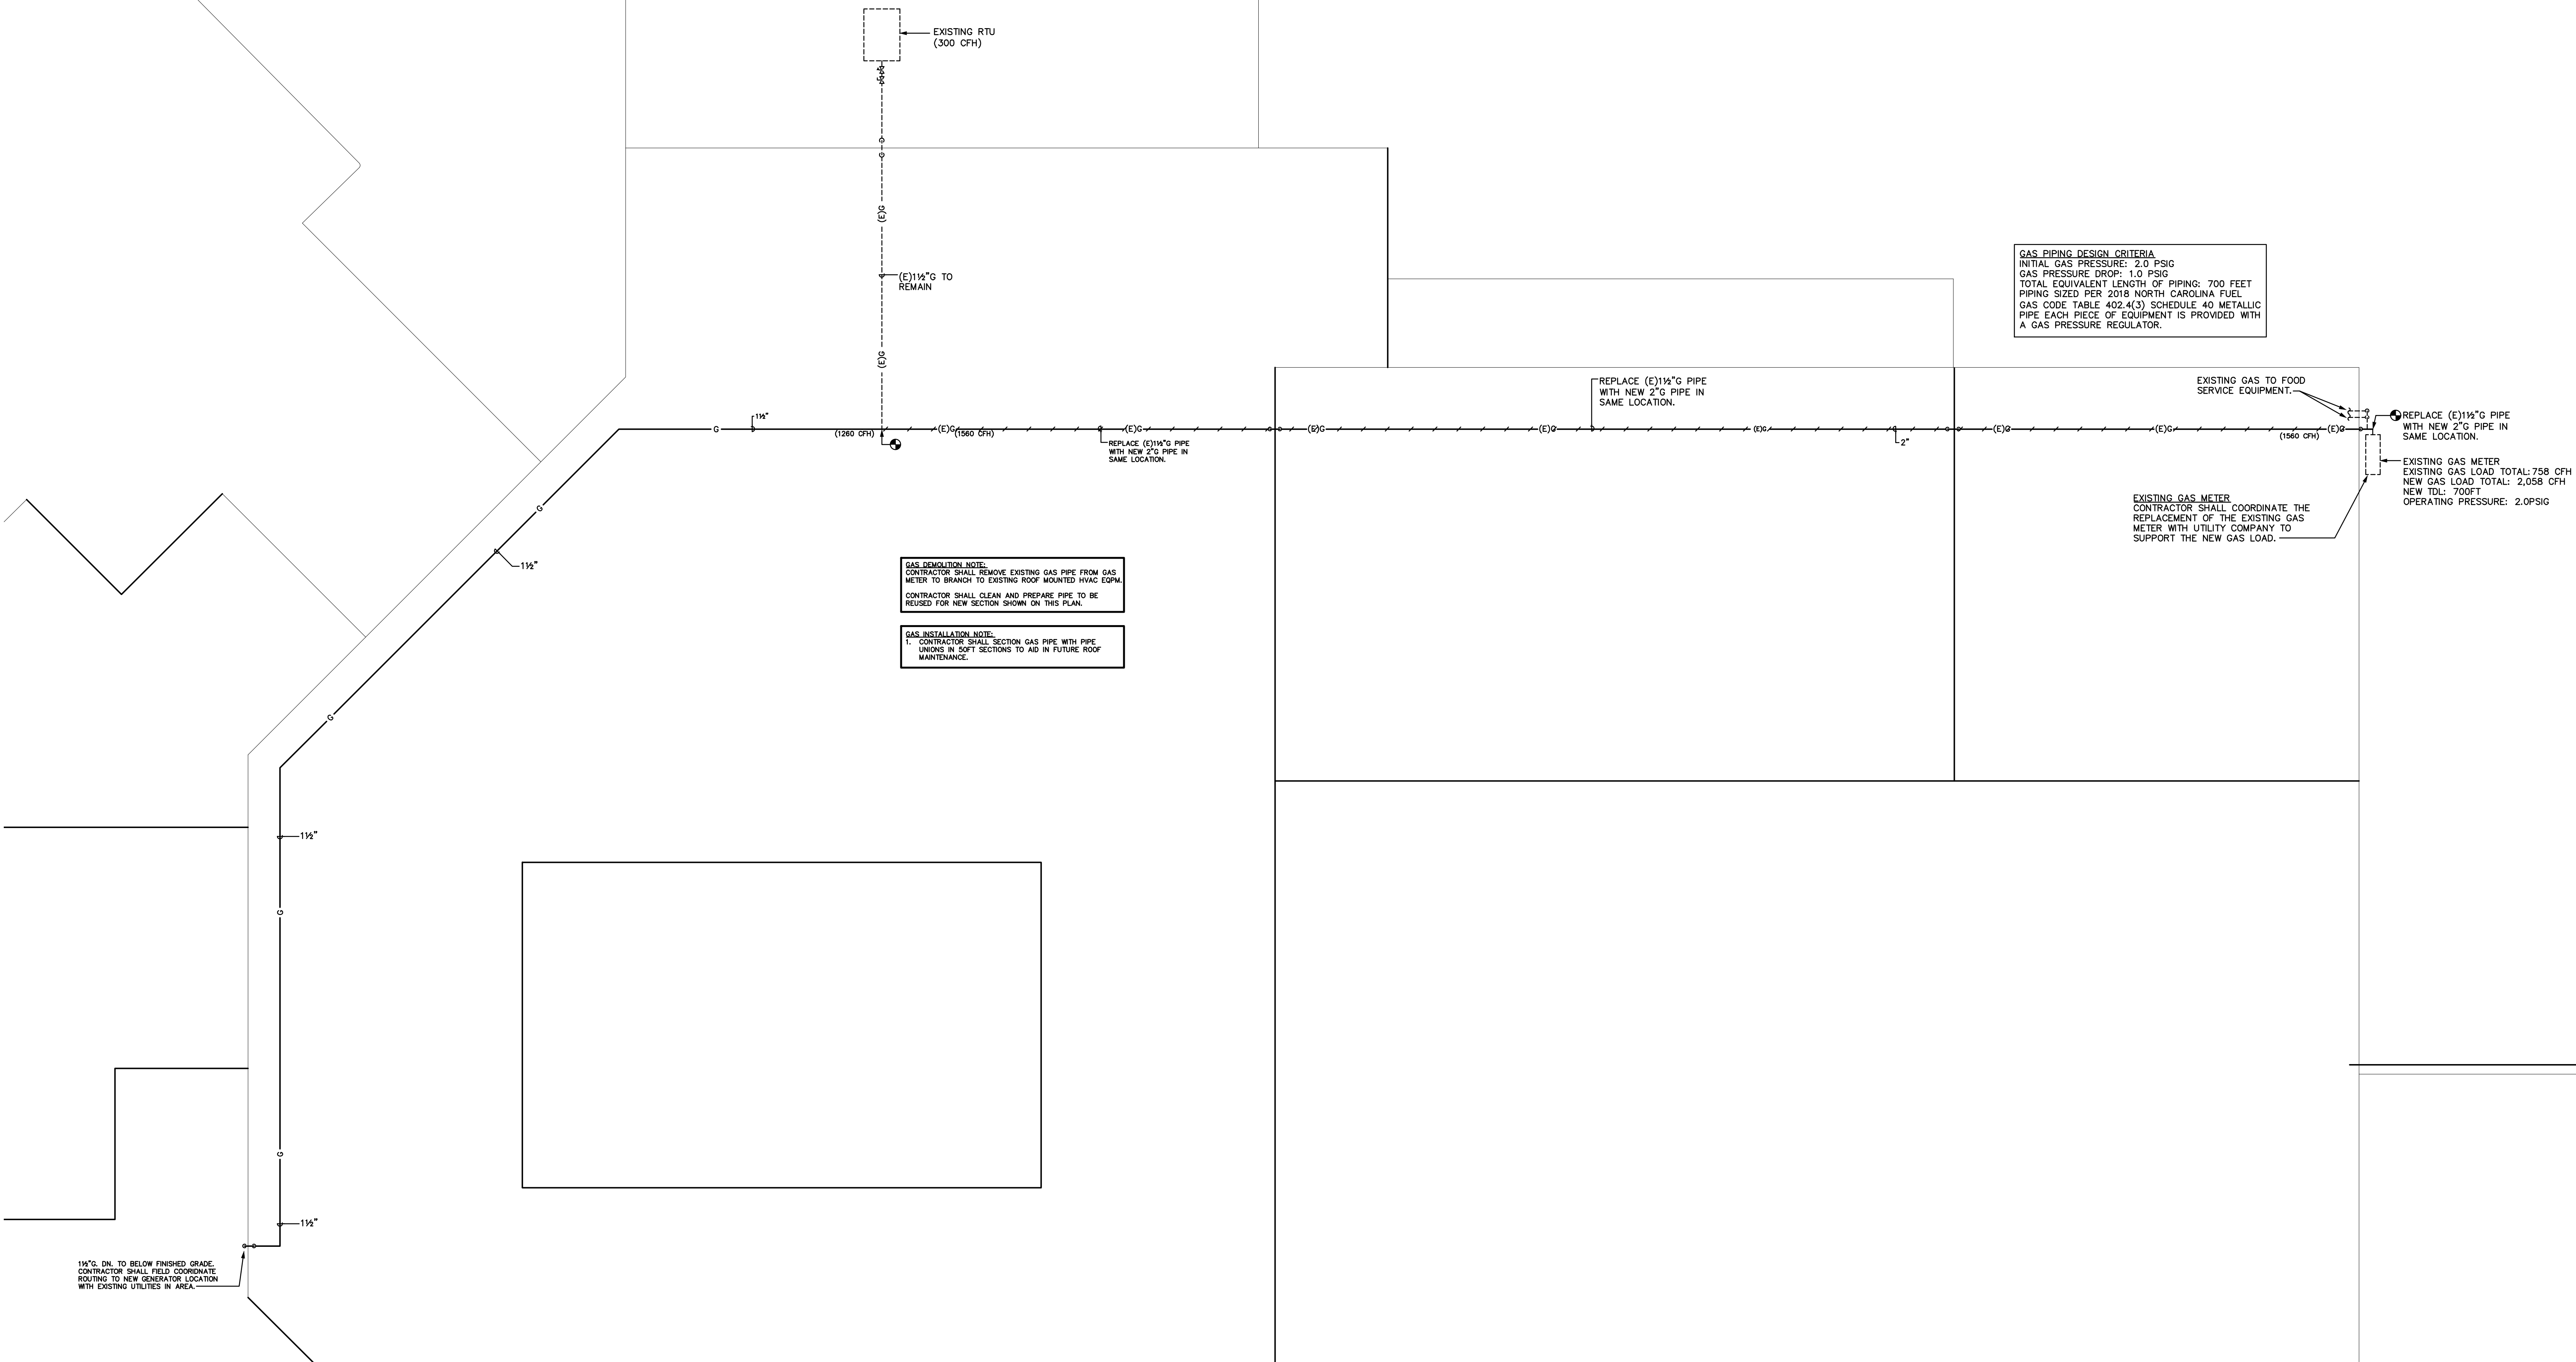 EXISTING RTU
(300 CFH)
(E)G
(E)1½"G TO
REMAIN
(E)G
GAS PIPING DESIGN CRITERIA
INITIAL GAS PRESSURE: 2.0 PSIG
GAS PRESSURE DROP: 1.0 PSIG
TOTAL EQUIVALENT LENGTH OF PIPING: 700 FEET
PIPING SIZED PER 2018 NORTH CAROLINA FUEL
GAS CODE TABLE 402.4(3) SCHEDULE 40 METALLIC
PIPE EACH PIECE OF EQUIPMENT IS PROVIDED WITH
A GAS PRESSURE REGULATOR.
REPLACE (E)1½"G PIPE
WITH NEW 2"G PIPE IN
SAME LOCATION.
EXISTING GAS TO FOOD
SERVICE EQUIPMENT.
REPLACE (E)1½"G PIPE
WITH NEW 2"G PIPE IN
SAME LOCATION.
1½"
G
(1260 CFH)
(E)G
(1560 CFH)
(E)G
(E)G
(E)G
(E)G
(E)G
(E)G
(E)G
(1560 CFH)
REPLACE (E)1½"G PIPE
WITH NEW 2"G PIPE IN
SAME LOCATION.
2"
EXISTING GAS METER
EXISTING GAS LOAD TOTAL: 758 CFH
NEW GAS LOAD TOTAL: 2,058 CFH
NEW TDL: 700FT
OPERATING PRESSURE: 2.0PSIG
EXISTING GAS METER
CONTRACTOR SHALL COORDINATE THE
REPLACEMENT OF THE EXISTING GAS
METER WITH UTILITY COMPANY TO
SUPPORT THE NEW GAS LOAD.
G
1½"
GAS DEMOLITION NOTE:
CONTRACTOR SHALL REMOVE EXISTING GAS PIPE FROM GAS
METER TO BRANCH TO EXISTING ROOF MOUNTED HVAC EQPM.
CONTRACTOR SHALL CLEAN AND PREPARE PIPE TO BE
REUSED FOR NEW SECTION SHOWN ON THIS PLAN.
GAS INSTALLATION NOTE:
1. CONTRACTOR SHALL SECTION GAS PIPE WITH PIPE
UNIONS IN 50FT SECTIONS TO AID IN FUTURE ROOF
MAINTENANCE.
G
1½"
G
G
1½"
1½"G. DN. TO BELOW FINISHED GRADE.
CONTRACTOR SHALL FIELD COORIDNATE
ROUTING TO NEW GENERATOR LOCATION
WITH EXISTING UTILITIES IN AREA.